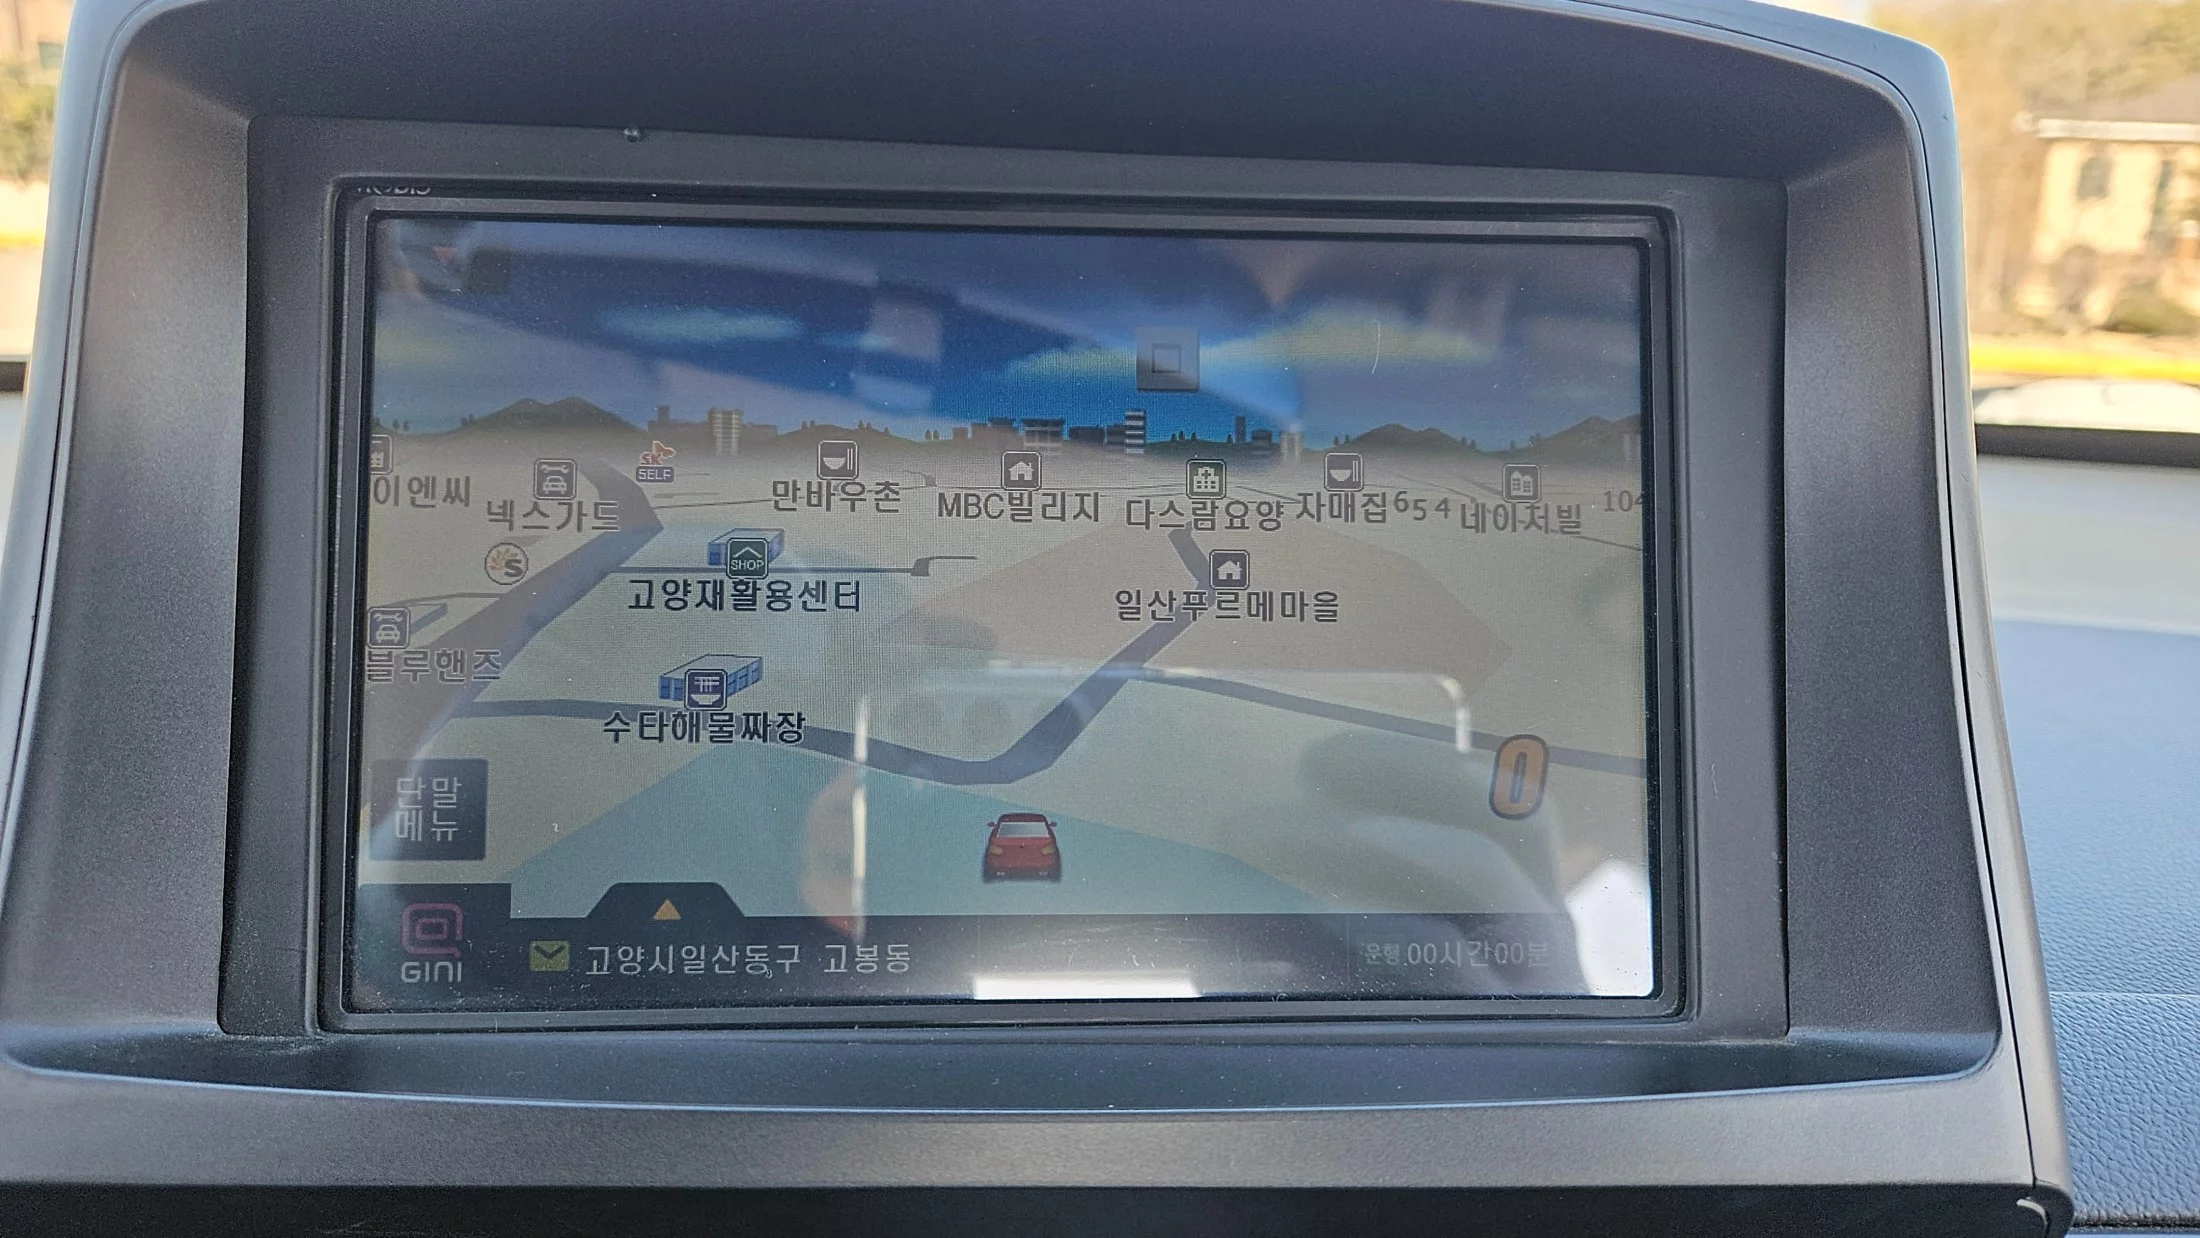 이엔씨
넥스가드
SK
SELF
만바우촌
MBC빌리지
다스람요양
자매집
654
네이처빌
104
SHOP
고양재활용센터
S
일산푸르메마을
블루핸즈
수타해물짜장
단말
메뉴
0
GINI
고양시일산동구 고봉동
운행 00시간00분